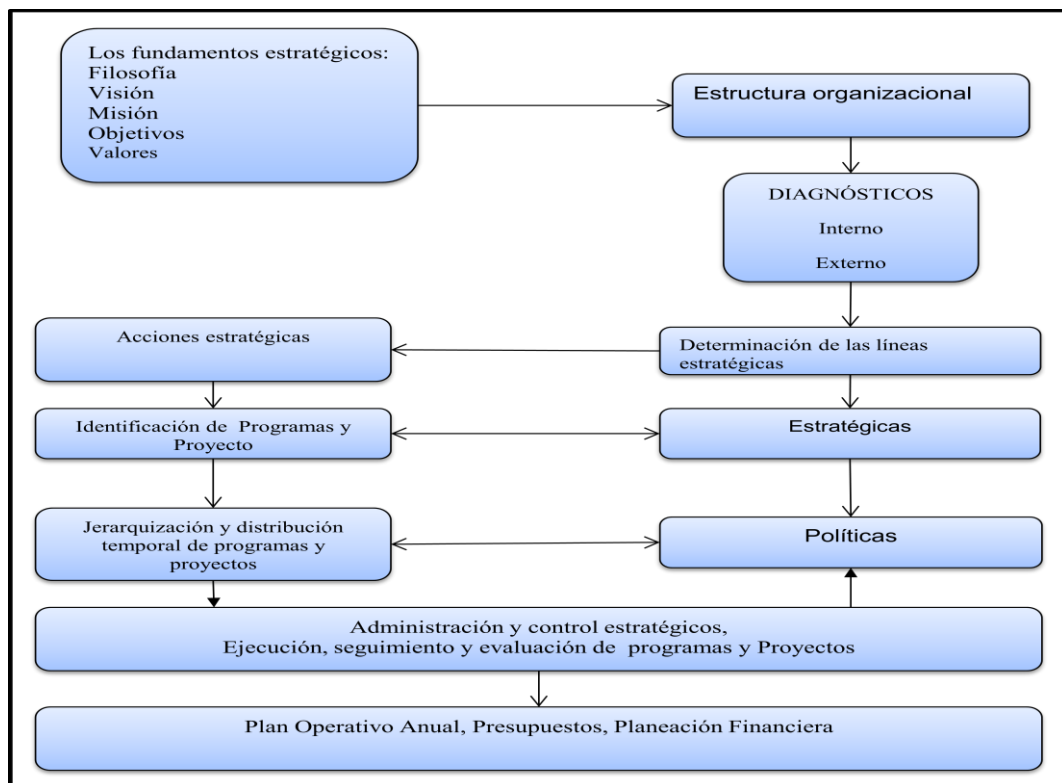 Los fundamentos estratégicos:
Filosofía
Visión
Misión
Objetivos
Valores
Estructura organizacional
DIAGNÓSTICOS
Interno
Externo
Acciones estratégicas
Determinación de las líneas
estratégicas
Identificación de Programas y
Proyecto
Estratégicas
Jerarquización y distribución
temporal de programas y
proyectos
Políticas
Administración y control estratégicos,
Ejecución, seguimiento y evaluación de programas y Proyectos
Plan Operativo Anual, Presupuestos, Planeación Financiera